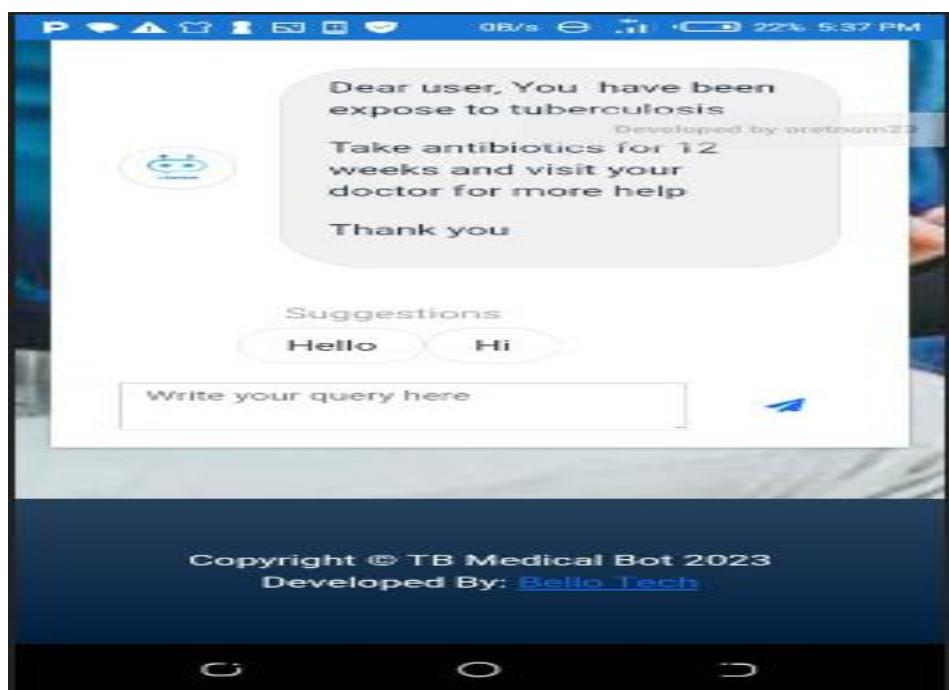 0B/s 22% 5:37 PM
Dear user, You have been
expose to tuberculosis
Developed by
Take antibiotics for 12
weeks and visit your
doctor for more help
Thank you
Suggestions
Hello Hi
Write your query here
Copyright © TB Medical Bot 2023
Developed By: Bello Tech